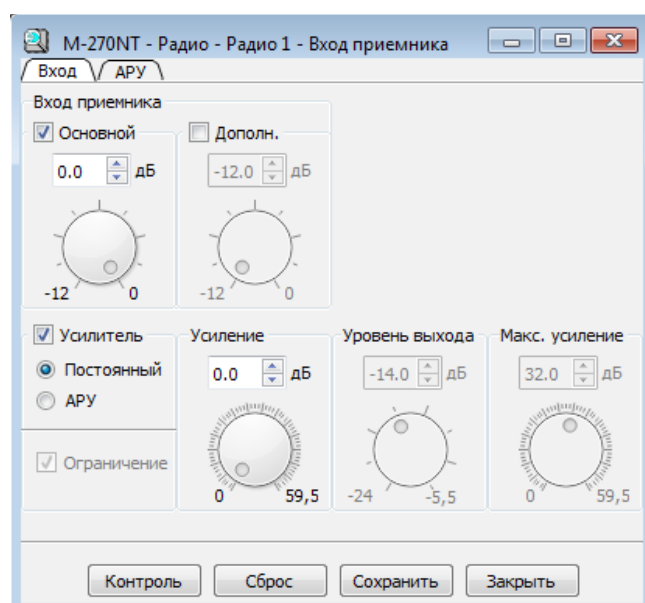 M-270NT - Радио - Радио 1 - Вход приемника
Вход АРУ
Вход приемника
Основной Дополн.
0.0 дБ -12.0 дБ
-12 0 -12 0
Усилитель Усиление Уровень выхода Макс. усиление
Постоянный 0.0 дБ -14.0 дБ 32.0 дБ
АРУ
Ограничение
0 59,5 -24 -5,5 0 59,5
Контроль Сброс Сохранить Закрыть